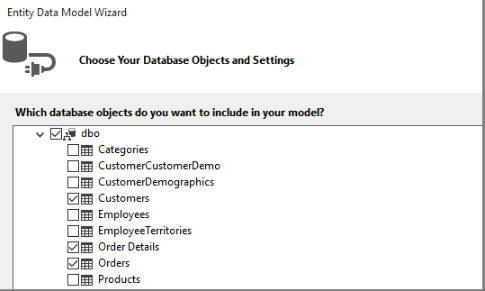 Entity Data Model Wizard
Choose Your Database Objects and Settings
Which database objects do you want to include in your model?
dbo
Categories
CustomerCustomerDemo
CustomerDemographics
Customers
Employees
EmployeeTerritories
Order Details
Orders
Products